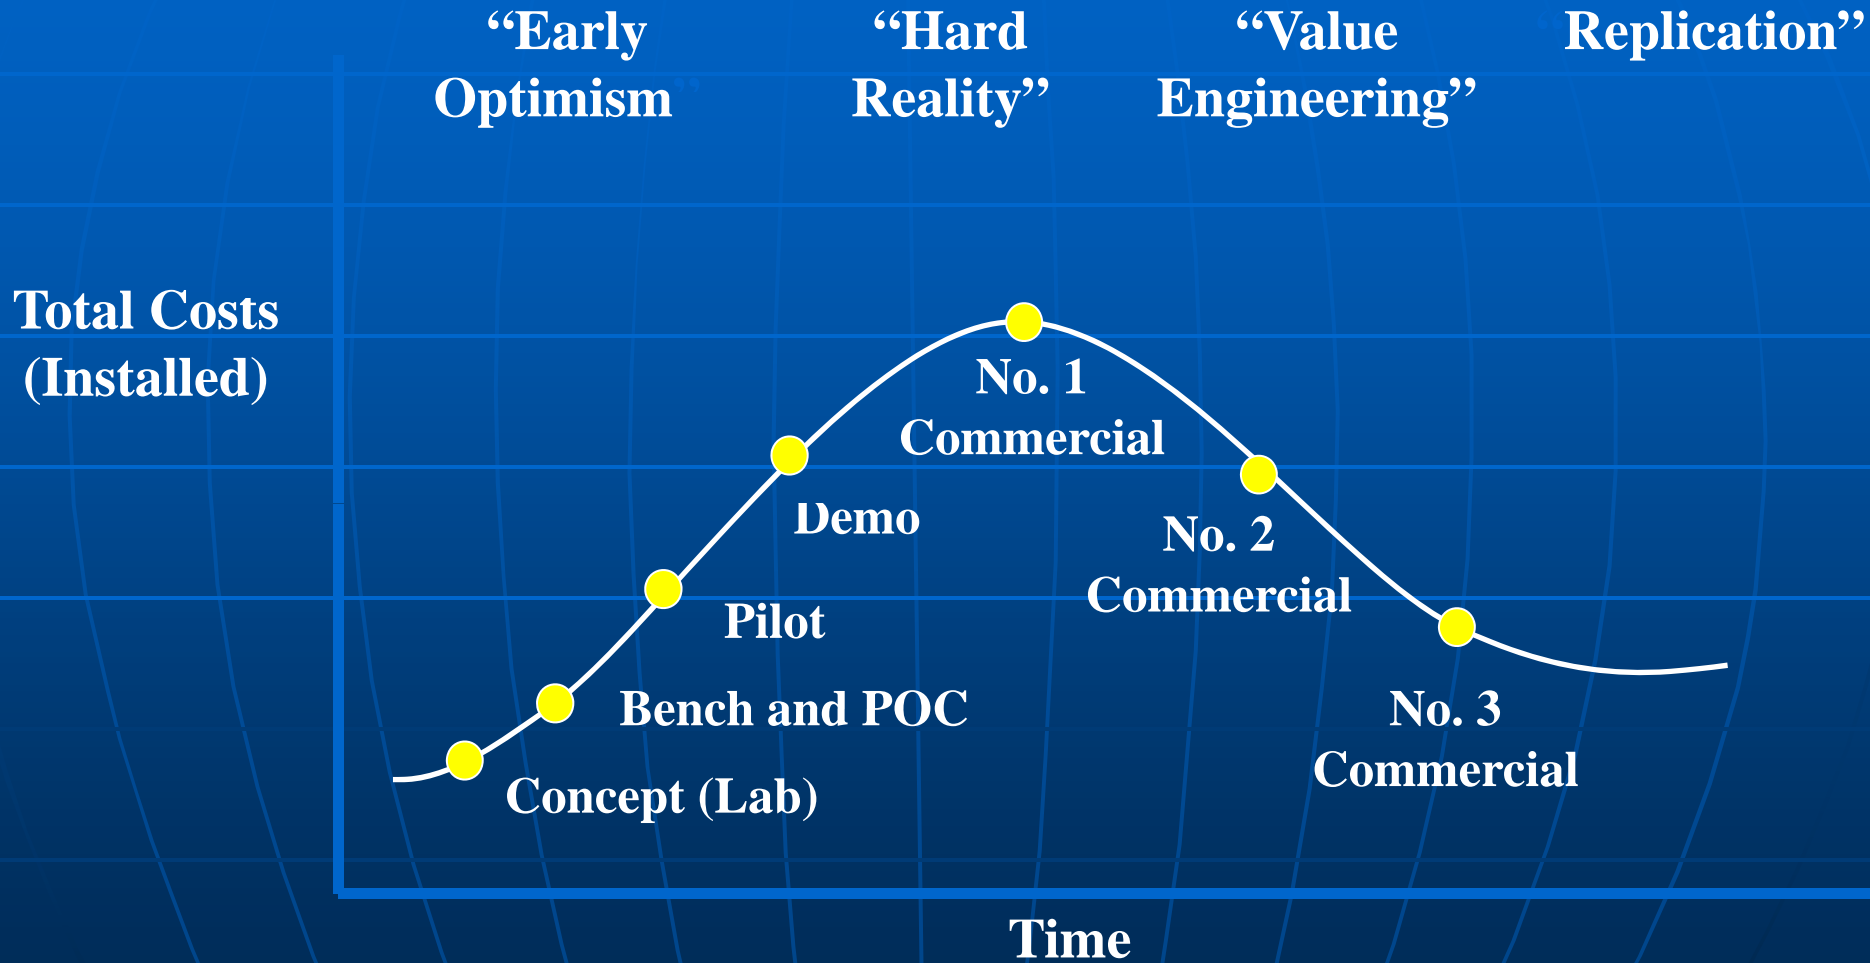 “Early
Optimism”
“Hard
Reality”
“Value
Engineering”
“Replication”
Total Costs
(Installed)
No. 1
Commercial
Demo
No. 2
Commercial
Pilot
Bench and POC
No. 3
Commercial
Concept (Lab)
Time